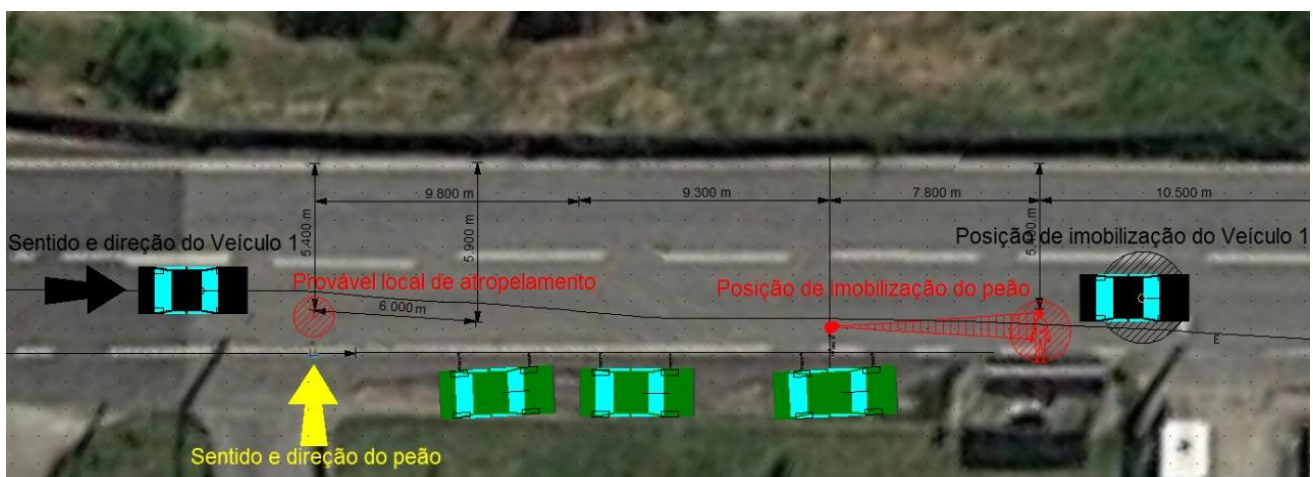 9.800 m
9.300 m
7.800 m
10.500 m
5.400 m
5.900 m
Sentido e direção do Veículo 1
Posição de imobilização do Veículo 1
Provável local de atropelamento
Posição de imobilização do peão
6.000 m
E
Sentido e direção do peão